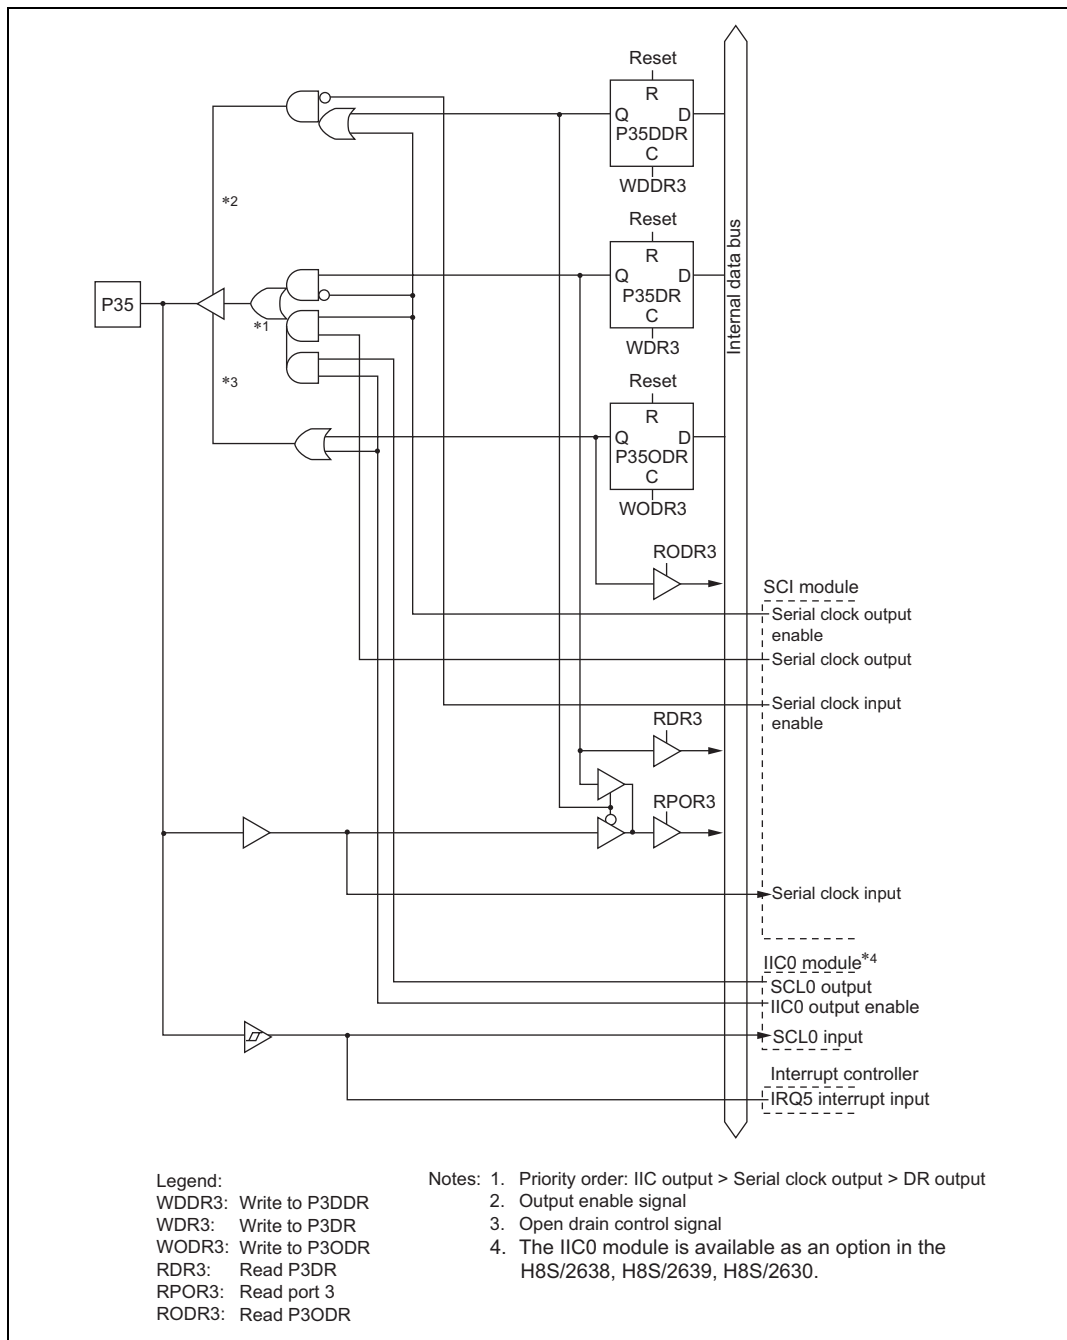 Reset
R
Q D
P35DDR
C
WDDR3
*2
Reset
R
Q D
P35DR
C
WDR3
Internal data bus
P35
*1
*3
Reset
R
Q D
P35ODR
C
WODR3
RODR3
SCI module
Serial clock output
enable
Serial clock output
Serial clock input
enable
RDR3
RPOR3
Serial clock input
IIC0 module*4
SCL0 output
IIC0 output enable
SCL0 input
Interrupt controller
IRQ5 interrupt input
Legend:
WDDR3: Write to P3DDR
WDR3: Write to P3DR
WODR3: Write to P3ODR
RDR3: Read P3DR
RPOR3: Read port 3
RODR3: Read P3ODR
Notes: 1. Priority order: IIC output > Serial clock output > DR output
2. Output enable signal
3. Open drain control signal
4. The IIC0 module is available as an option in the
H8S/2638, H8S/2639, H8S/2630.